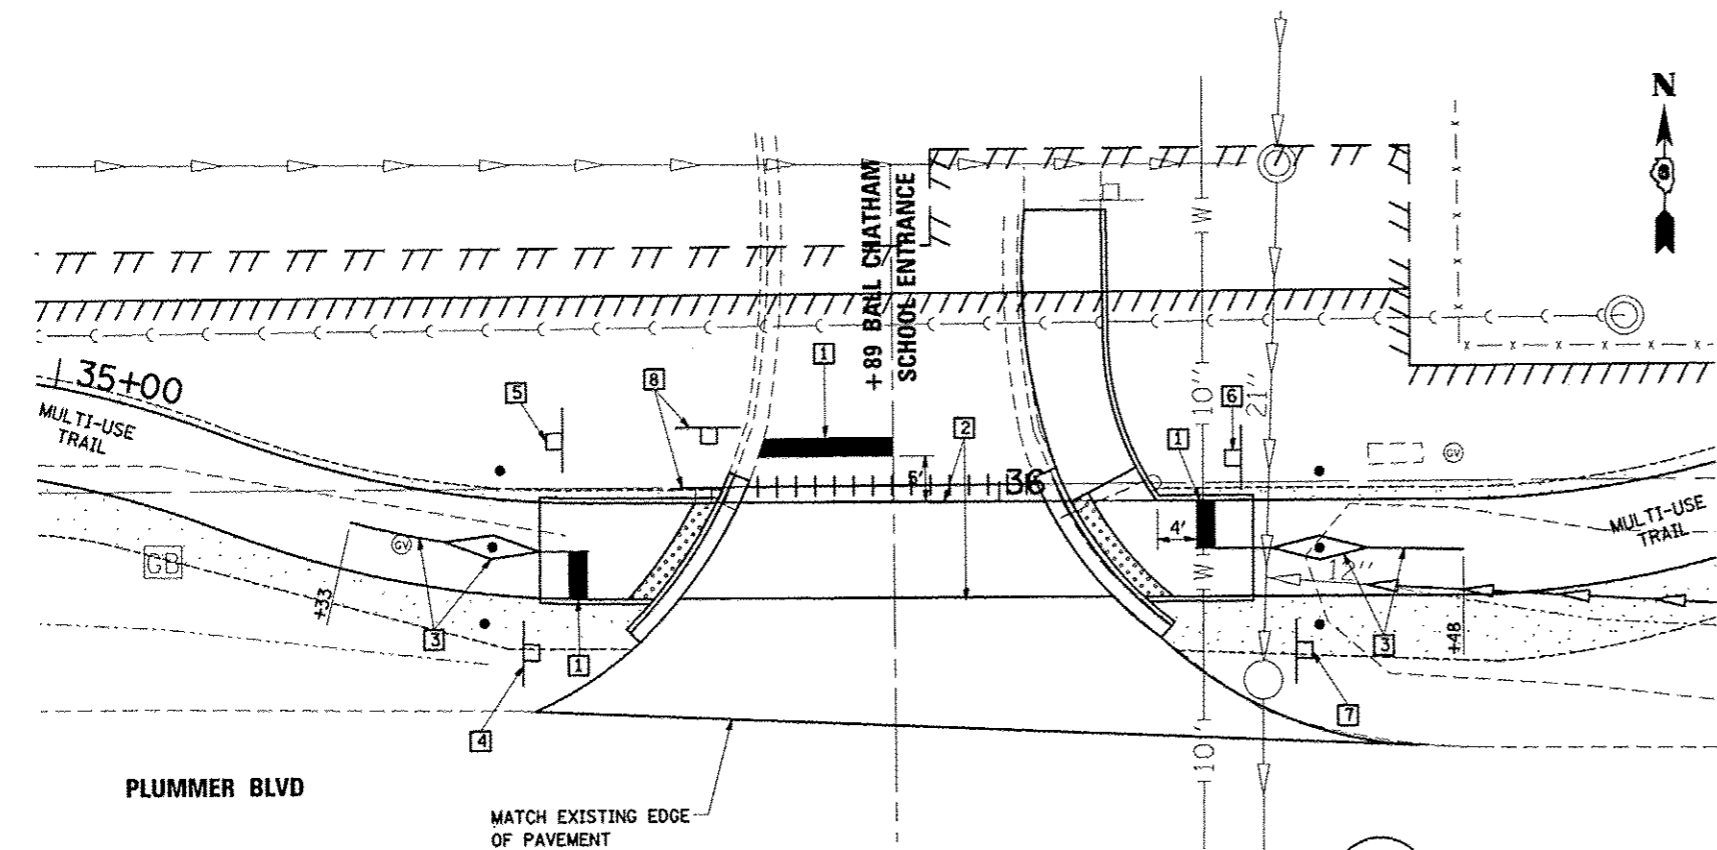 N
W
+89 BALL CHATHAM
SCHOOL ENTRANCE
35+00
MULTI-USE
TRAIL
1
5
8
2
1
6
10"
21"
GV
5'
36
4'
MULTI-USE
TRAIL
GV
GB
W
12"
+33
3
1
3
+48
4
7
10'
PLUMMER BLVD
MATCH EXISTING EDGE
OF PAVEMENT